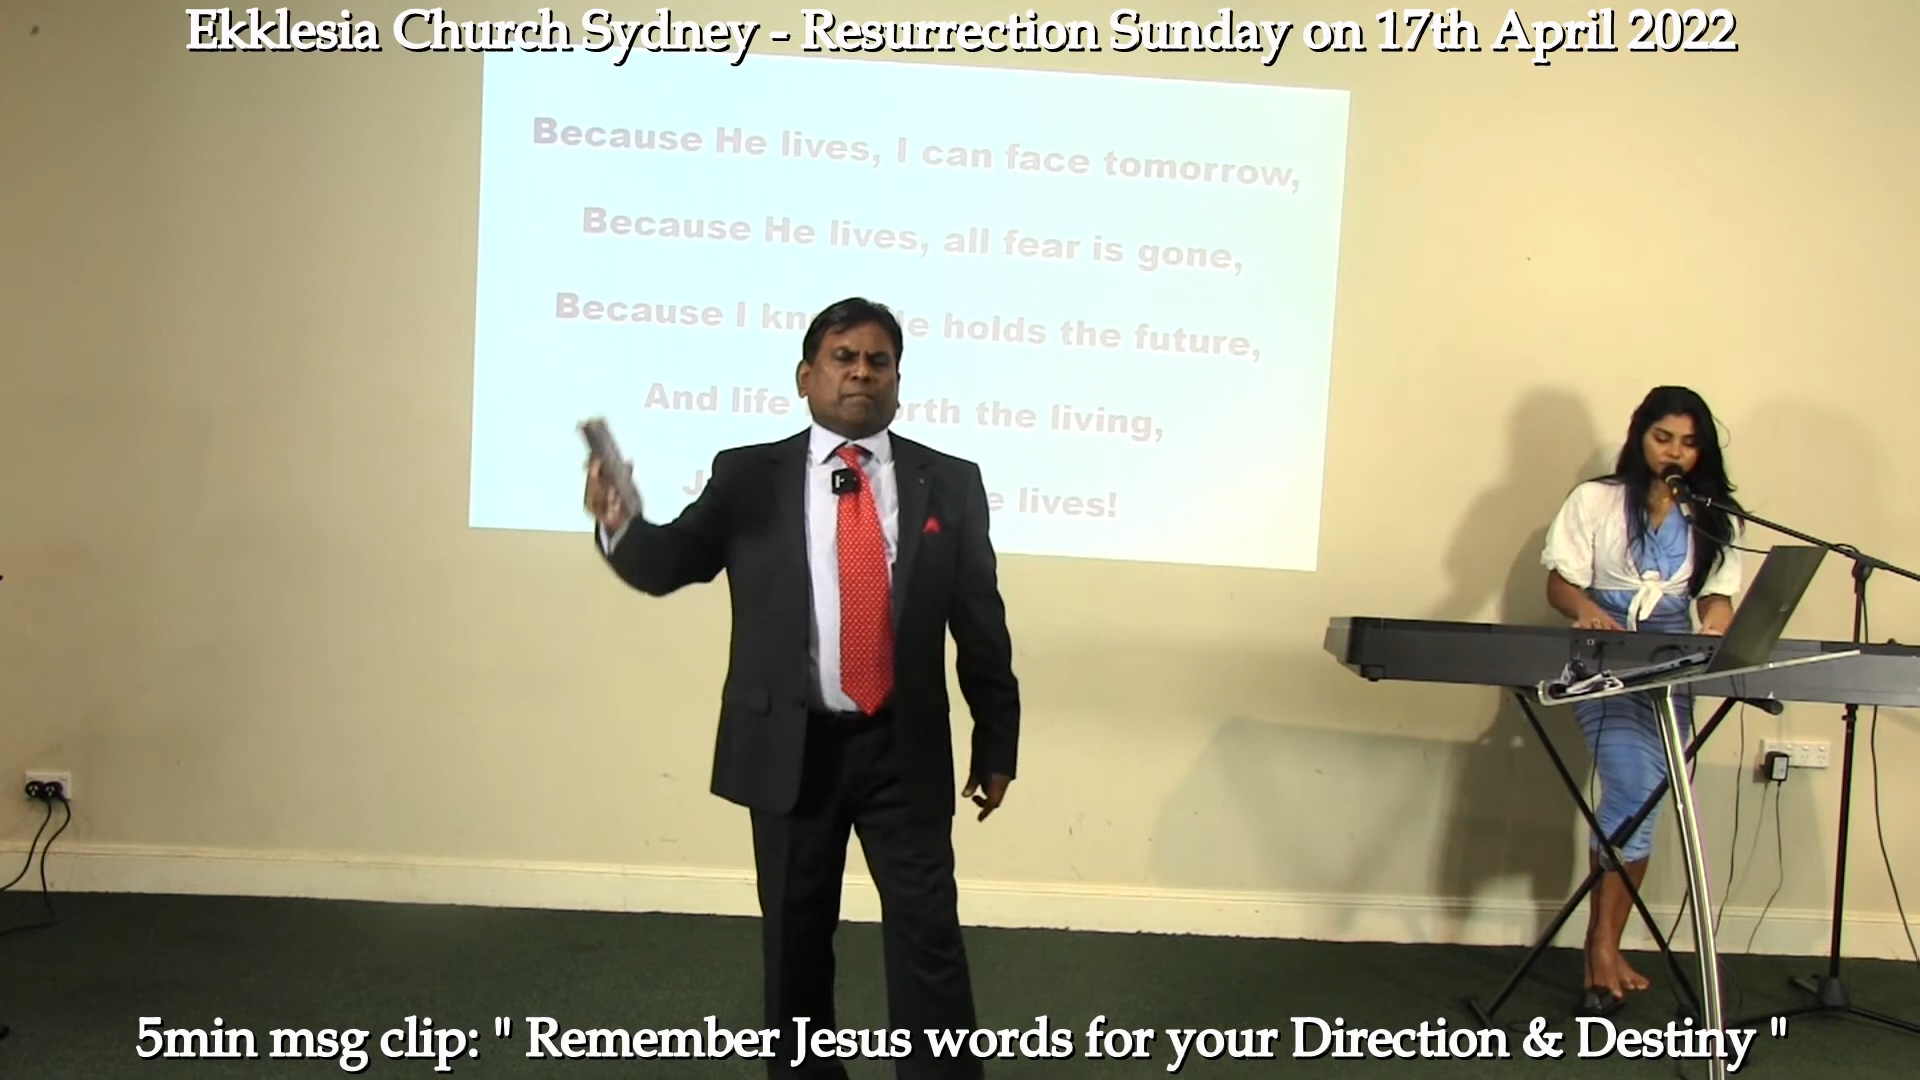 Ekklesia Church Sydney - Resurrection Sunday on 17th April 2022
Because He lives, I can face tomorrow,
Because He lives, all fear is gone,
Because I holds the future,
And life the living,
lives!
5min msg clip: " Remember Jesus words for your Direction & Destiny "